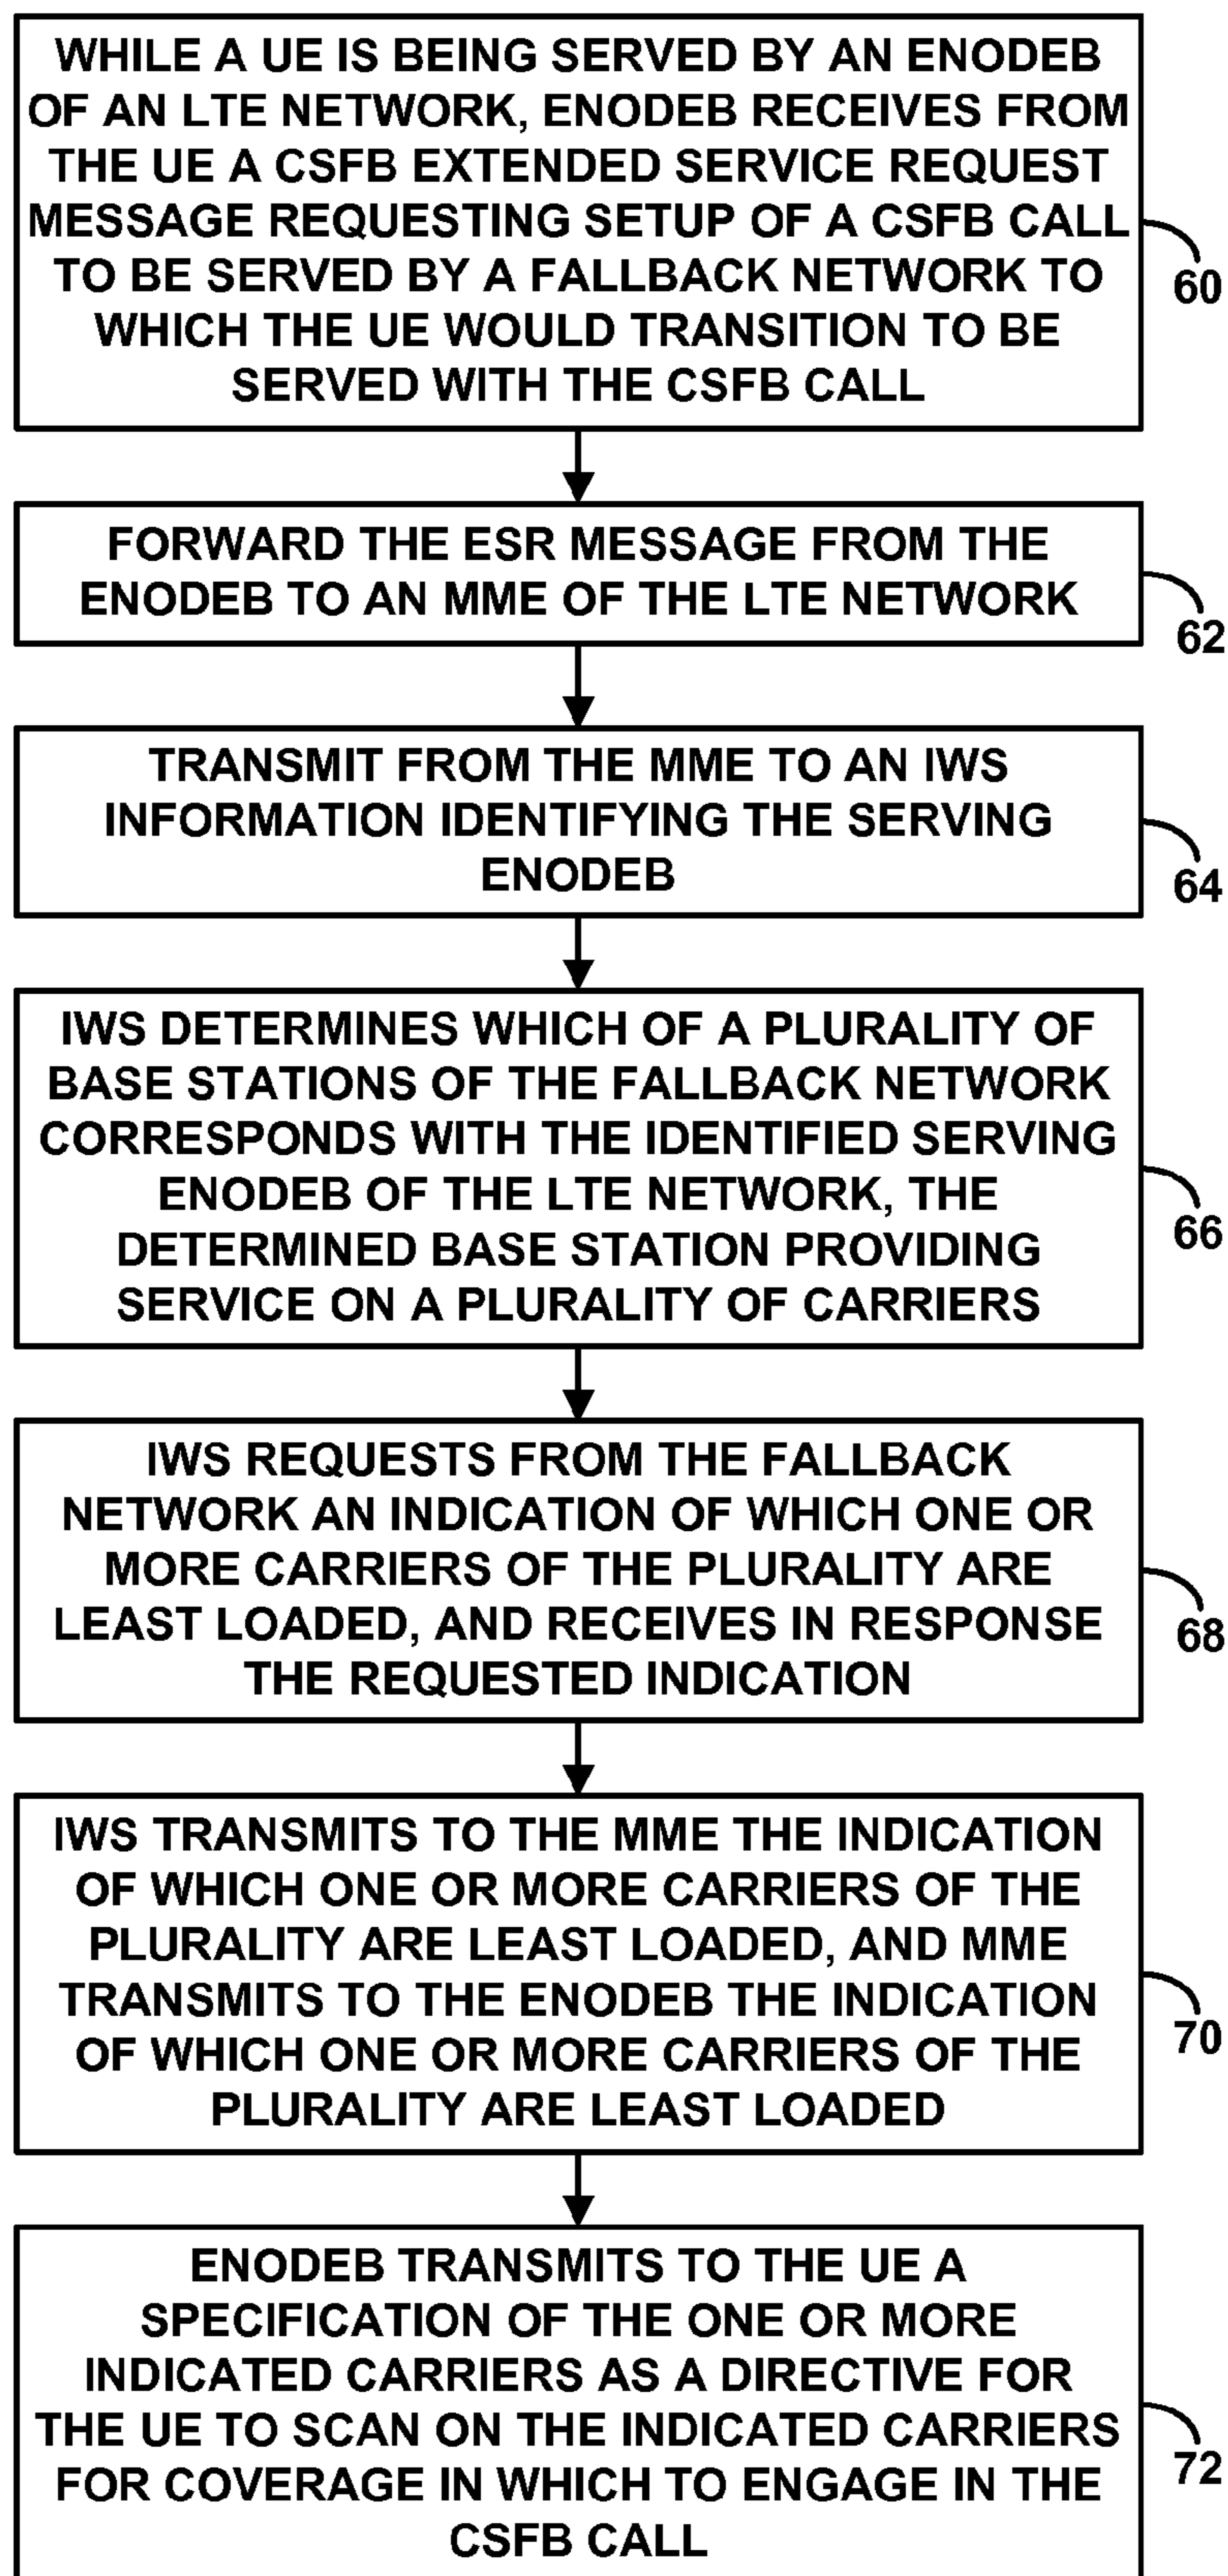 WHILE A UE IS BEING SERVED BY AN ENODEB
OF AN LTE NETWORK, ENODEB RECEIVES FROM
THE UE A CSFB EXTENDED SERVICE REQUEST
MESSAGE REQUESTING SETUP OF A CSFB CALL
TO BE SERVED BY A FALLBACK NETWORK TO
WHICH THE UE WOULD TRANSITION TO BE
SERVED WITH THE CSFB CALL
60
FORWARD THE ESR MESSAGE FROM THE
ENODEB TO AN MME OF THE LTE NETWORK
62
TRANSMIT FROM THE MME TO AN IWS
INFORMATION IDENTIFYING THE SERVING
ENODEB
64
IWS DETERMINES WHICH OF A PLURALITY OF
BASE STATIONS OF THE FALLBACK NETWORK
CORRESPONDS WITH THE IDENTIFIED SERVING
ENODEB OF THE LTE NETWORK, THE
DETERMINED BASE STATION PROVIDING
SERVICE ON A PLURALITY OF CARRIERS
66
IWS REQUESTS FROM THE FALLBACK
NETWORK AN INDICATION OF WHICH ONE OR
MORE CARRIERS OF THE PLURALITY ARE
LEAST LOADED, AND RECEIVES IN RESPONSE
THE REQUESTED INDICATION
68
IWS TRANSMITS TO THE MME THE INDICATION
OF WHICH ONE OR MORE CARRIERS OF THE
PLURALITY ARE LEAST LOADED, AND MME
TRANSMITS TO THE ENODEB THE INDICATION
OF WHICH ONE OR MORE CARRIERS OF THE
PLURALITY ARE LEAST LOADED
70
ENODEB TRANSMITS TO THE UE A
SPECIFICATION OF THE ONE OR MORE
INDICATED CARRIERS AS A DIRECTIVE FOR
THE UE TO SCAN ON THE INDICATED CARRIERS
FOR COVERAGE IN WHICH TO ENGAGE IN THE
CSFB CALL
72